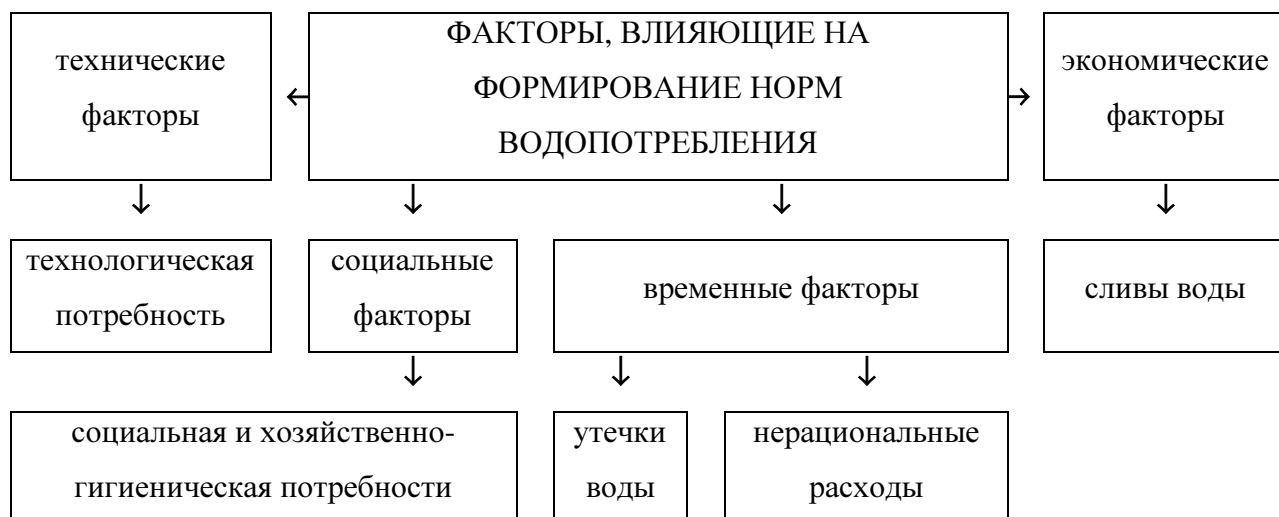 технические
факторы
ФАКТОРЫ, ВЛИЯЮЩИЕ НА
ФОРМИРОВАНИЕ НОРМ
ВОДОПОТРЕБЛЕНИЯ
экономические
факторы
технологическая
потребность
социальные
факторы
временные факторы
сливы воды
социальная и хозяйственно-
гигиеническая потребности
утечки
воды
нерациональные
расходы